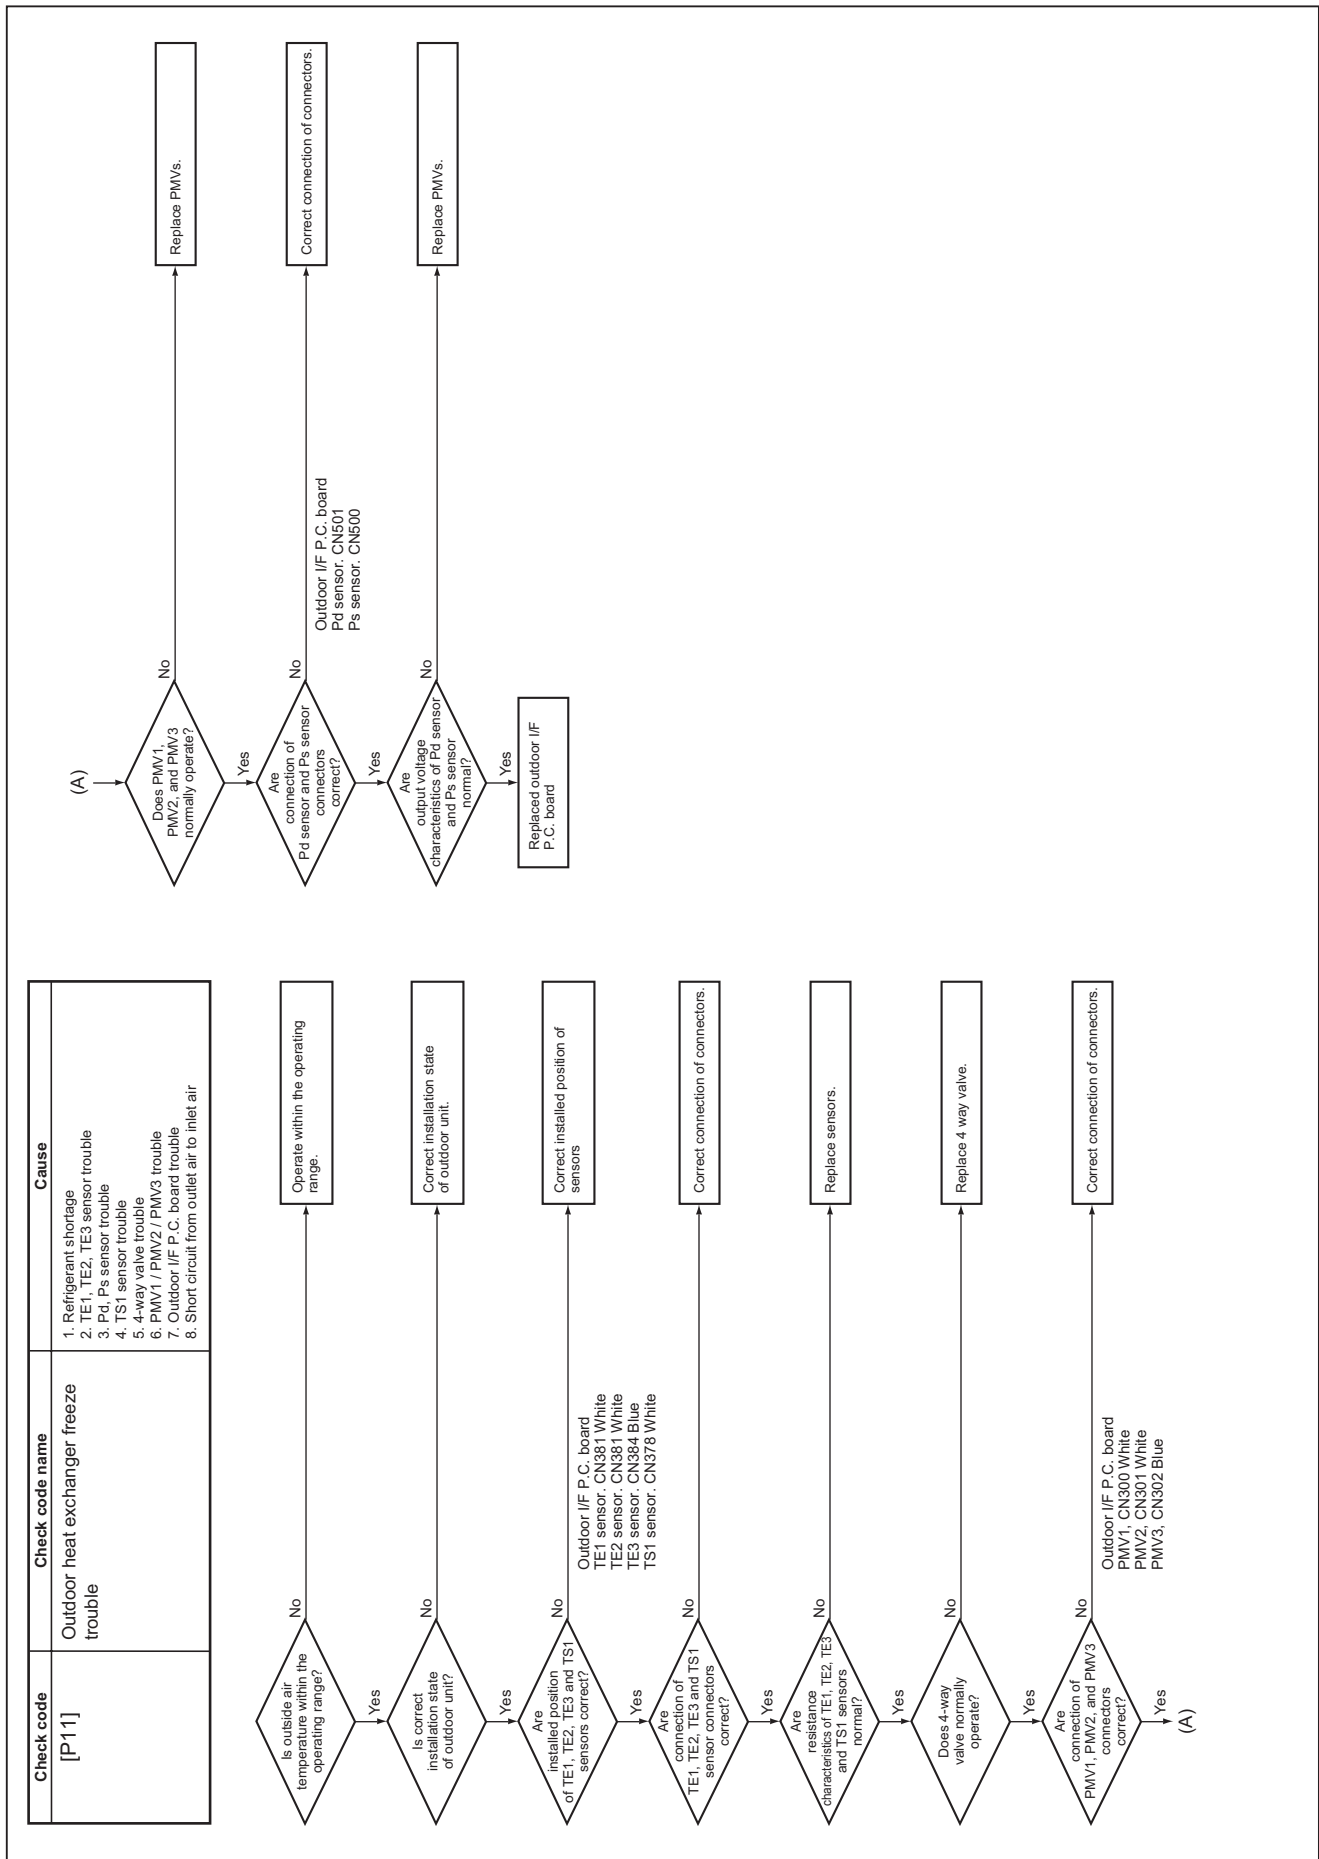 Check code
Check code name
Cause
[P11]
Outdoor heat exchanger freeze
trouble
1. Refrigerant shortage
2. TE1, TE2, TE3 sensor trouble
3. Pd, Ps sensor trouble
4. TS1 sensor trouble
5. 4-way valve trouble
6. PMV1 / PMV2 / PMV3 trouble
7. Outdoor I/F P.C. board trouble
8. Short circuit from outlet air to inlet air
Is outside air
temperature within the
operating range?
No
Operate within the operating
range.
Yes
Is correct
installation state
of outdoor unit?
No
Correct installation state
of outdoor unit.
Yes
Are
installed position
of TE1, TE2, TE3 and TS1
sensors correct?
No
Correct installed position of
sensors
Outdoor I/F P.C. board
TE1 sensor. CN381 White
TE2 sensor. CN381 White
TE3 sensor. CN384 Blue
TS1 sensor. CN378 White
Yes
Are
connection of
TE1, TE2, TE3 and TS1
sensor connectors
correct?
No
Correct connection of connectors.
Yes
Are
resistance
characteristics of TE1, TE2, TE3
and TS1 sensors
normal?
No
Replace sensors.
Yes
Does 4-way
valve normally
operate?
No
Replace 4 way valve.
Yes
Are
connection of
PMV1, PMV2, and PMV3
connectors
correct?
No
Correct connection of connectors.
Outdoor I/F P.C. board
PMV1, CN300 White
PMV2, CN301 White
PMV3, CN302 Blue
Yes
(A)
(A)
Does PMV1,
PMV2, and PMV3
normally operate?
No
Replace PMVs.
Yes
Are
connection of
Pd sensor and Ps sensor
connectors
correct?
No
Correct connection of connectors.
Outdoor I/F P.C. board
Pd sensor. CN501
Ps sensor. CN500
Yes
Are
output voltage
characteristics of Pd sensor
and Ps sensor
normal?
No
Replace PMVs.
Yes
Replaced outdoor I/F
P.C. board